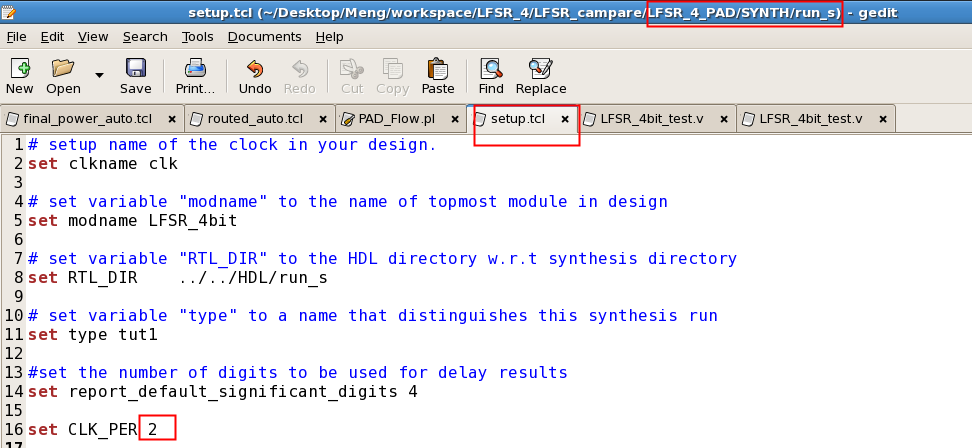 setup.tcl (~/Desktop/Meng/workspace/LFSR_4/LFSR_campare/LFSR_4_PAD/SYNTH/run_s) - gedit
File Edit View Search Tools Documents Help
New Open Save Print... Undo Redo Cut Copy Paste Find Replace
final_power_auto.tcl × routed_auto.tcl × PAD_Flow.pl × setup.tcl × LFSR_4bit_test.v × LFSR_4bit_test.v ×
1 # setup name of the clock in your design.
2 set clkname clk
3
4 # set variable "modname" to the name of topmost module in design
5 set modname LFSR_4bit
6
7 # set variable "RTL_DIR" to the HDL directory w.r.t synthesis directory
8 set RTL_DIR    ../../HDL/run_s
9
10 # set variable "type" to a name that distinguishes this synthesis run
11 set type tut1
12
13 #set the number of digits to be used for delay results
14 set report_default_significant_digits 4
15
16 set CLK_PER 2
17